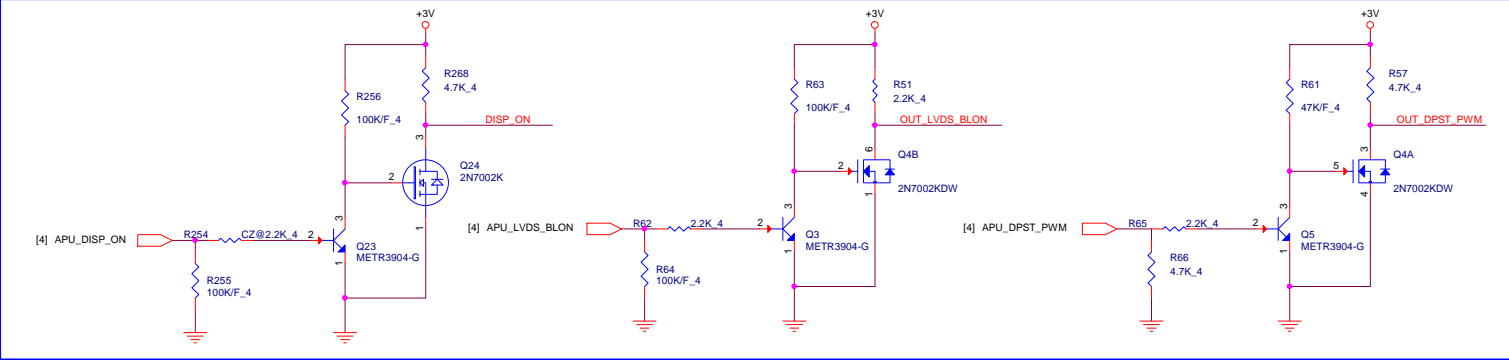 +3V
R268
4.7K_4
R256
100K/F_4
DISP_ON
3
Q24
2N7002K
2
1
[4] APU_DISP_ON
R254
CZ@2.2K_4
2
3
Q23
METR3904-G
1
R255
100K/F_4
+3V
R63
100K/F_4
R51
2.2K_4
OUT_LVDS_BLON
6
Q4B
2
2N7002KDW
1
[4] APU_LVDS_BLON
R62
2.2K_4
2
3
Q3
METR3904-G
1
R64
100K/F_4
+3V
R61
47K/F_4
R57
4.7K_4
OUT_DPST_PWM
3
Q4A
5
2N7002KDW
4
[4] APU_DPST_PWM
R65
2.2K_4
2
3
Q5
METR3904-G
1
R66
4.7K_4